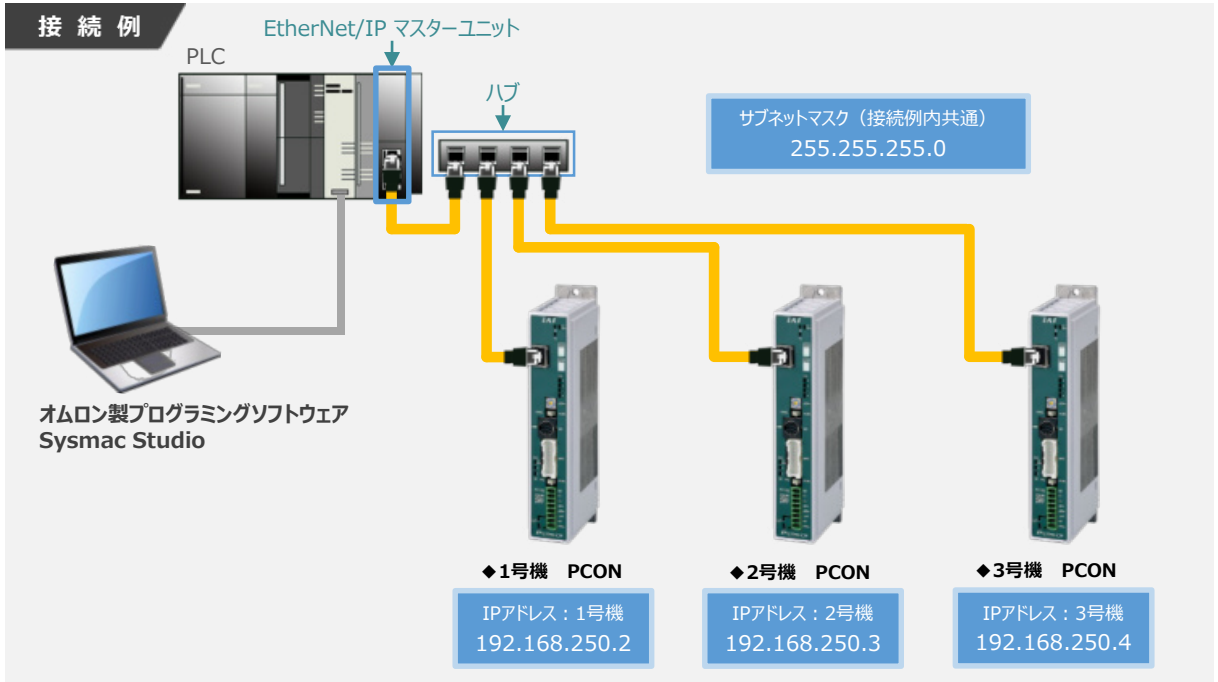 接 続 例
EtherNet/IP マスターユニット
PLC
ハブ
サブネットマスク（接続例内共通）
255.255.255.0
オムロン製プログラミングソフトウェア
Sysmac Studio
IAI
IAI
IAI
◆1号機　PCON
◆2号機　PCON
◆3号機　PCON
IPアドレス：1号機
192.168.250.2
IPアドレス：2号機
192.168.250.3
IPアドレス：3号機
192.168.250.4